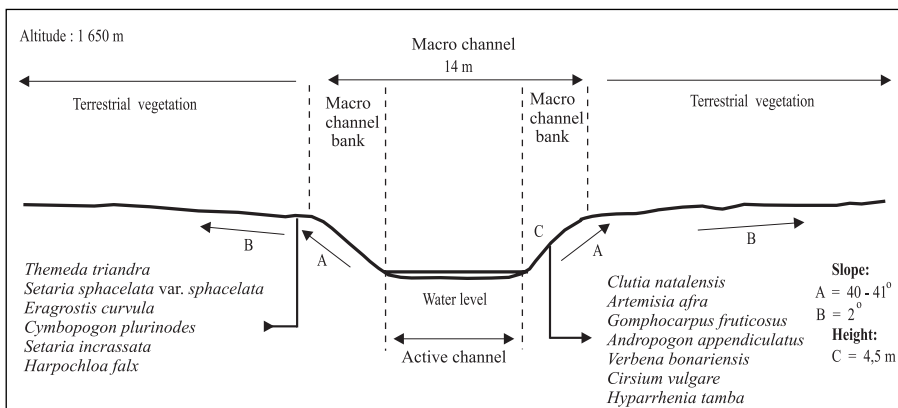 Altitude : 1 650 m
Macro channel
14 m
Terrestrial vegetation
Macro
channel
bank
Macro
channel
bank
Terrestrial vegetation
B
A
C
A
B
Themeda triandra
Setaria sphacelata var. sphacelata
Eragrostis curvula
Cymbopogon plurinodes
Setaria incrassata
Harpochloa falx
Water level
Active channel
Clutia natalensis
Artemisia afra
Gomphocarpus fruticosus
Andropogon appendiculatus
Verbena bonariensis
Cirsium vulgare
Hyparrhenia tamba
Slope:
A = 40 - 41°
B = 2°
Height:
C = 4,5 m